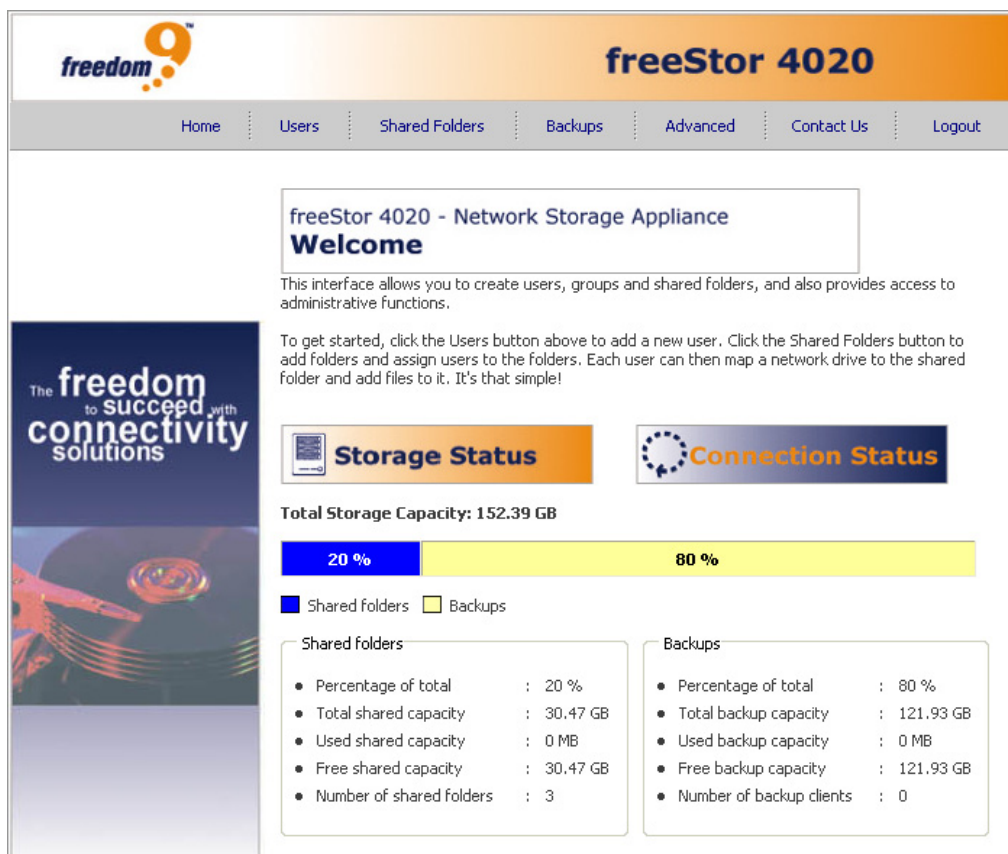 freedom9™
freeStor 4020
Home Users Shared Folders Backups Advanced Contact Us Logout
freeStor 4020 - Network Storage Appliance
Welcome
This interface allows you to create users, groups and shared folders, and also provides access to
administrative functions.
To get started, click the Users button above to add a new user. Click the Shared Folders button to
add folders and assign users to the folders. Each user can then map a network drive to the shared
folder and add files to it. It's that simple!
The freedom
to succeed with
connectivity
solutions
Storage Status
Connection Status
Total Storage Capacity: 152.39 GB
20 % 80 %
Shared folders Backups
Shared folders
• Percentage of total : 20 %
• Total shared capacity : 30.47 GB
• Used shared capacity : 0 MB
• Free shared capacity : 30.47 GB
• Number of shared folders : 3
Backups
• Percentage of total : 80 %
• Total backup capacity : 121.93 GB
• Used backup capacity : 0 MB
• Free backup capacity : 121.93 GB
• Number of backup clients : 0